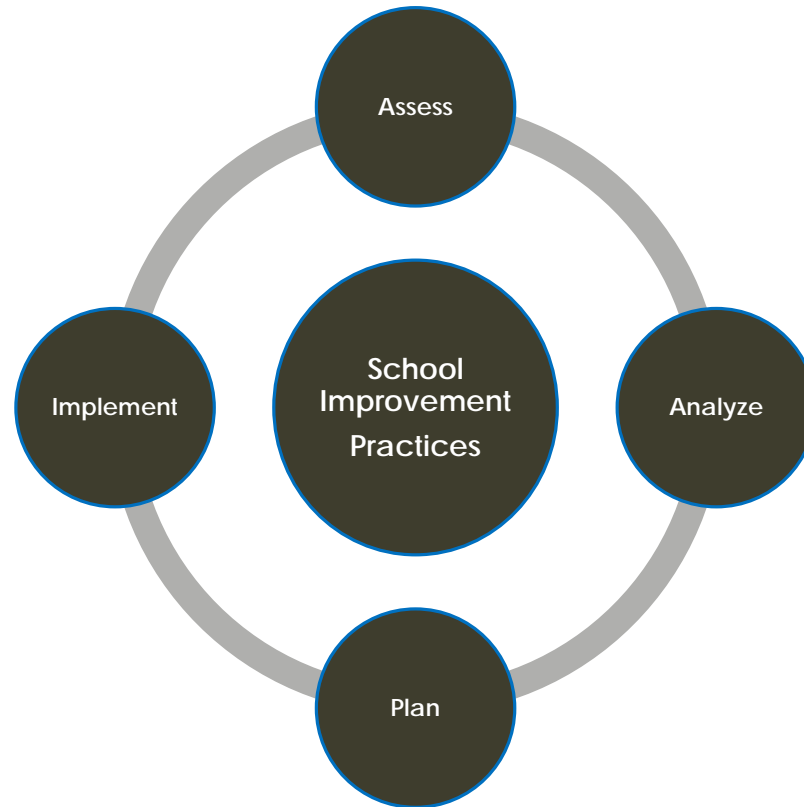 Assess
School
Improvement
Practices
Implement
Analyze
Plan